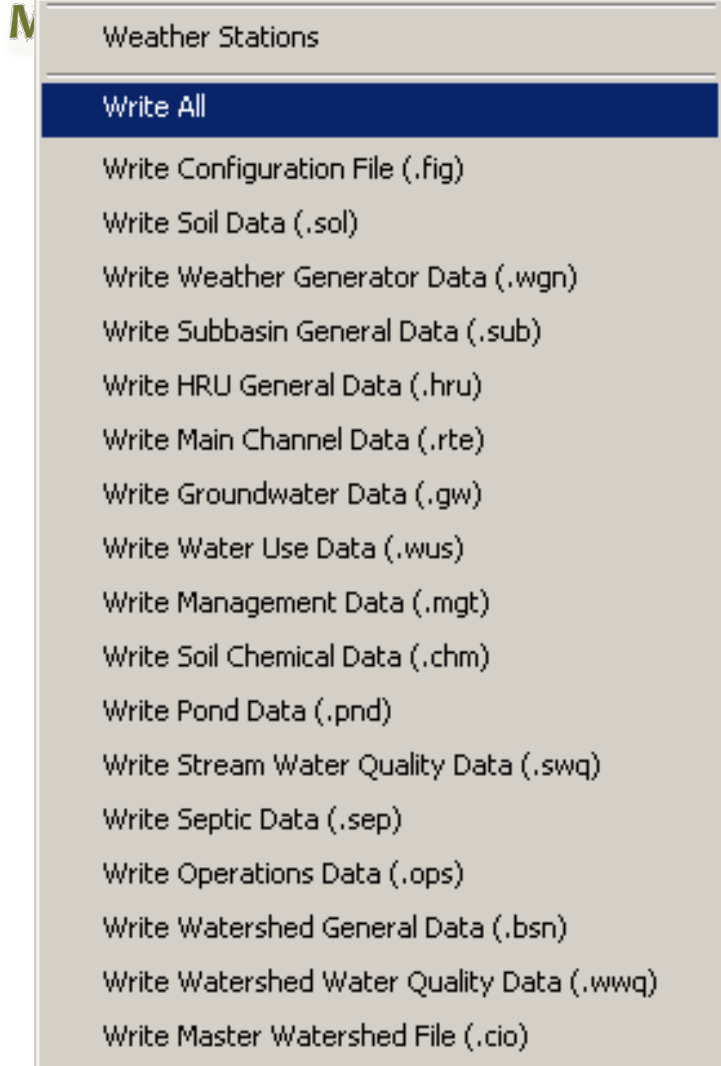 M
Weather Stations
Write All
Write Configuration File (.fig)
Write Soil Data (.sol)
Write Weather Generator Data (.wgn)
Write Subbasin General Data (.sub)
Write HRU General Data (.hru)
Write Main Channel Data (.rte)
Write Groundwater Data (.gw)
Write Water Use Data (.wus)
Write Management Data (.mgt)
Write Soil Chemical Data (.chm)
Write Pond Data (.pnd)
Write Stream Water Quality Data (.swq)
Write Septic Data (.sep)
Write Operations Data (.ops)
Write Watershed General Data (.bsn)
Write Watershed Water Quality Data (.wwq)
Write Master Watershed File (.cio)